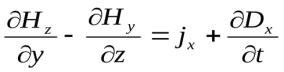 ∂H_z/∂y - ∂H_y/∂z = j_x + ∂D_x/∂t